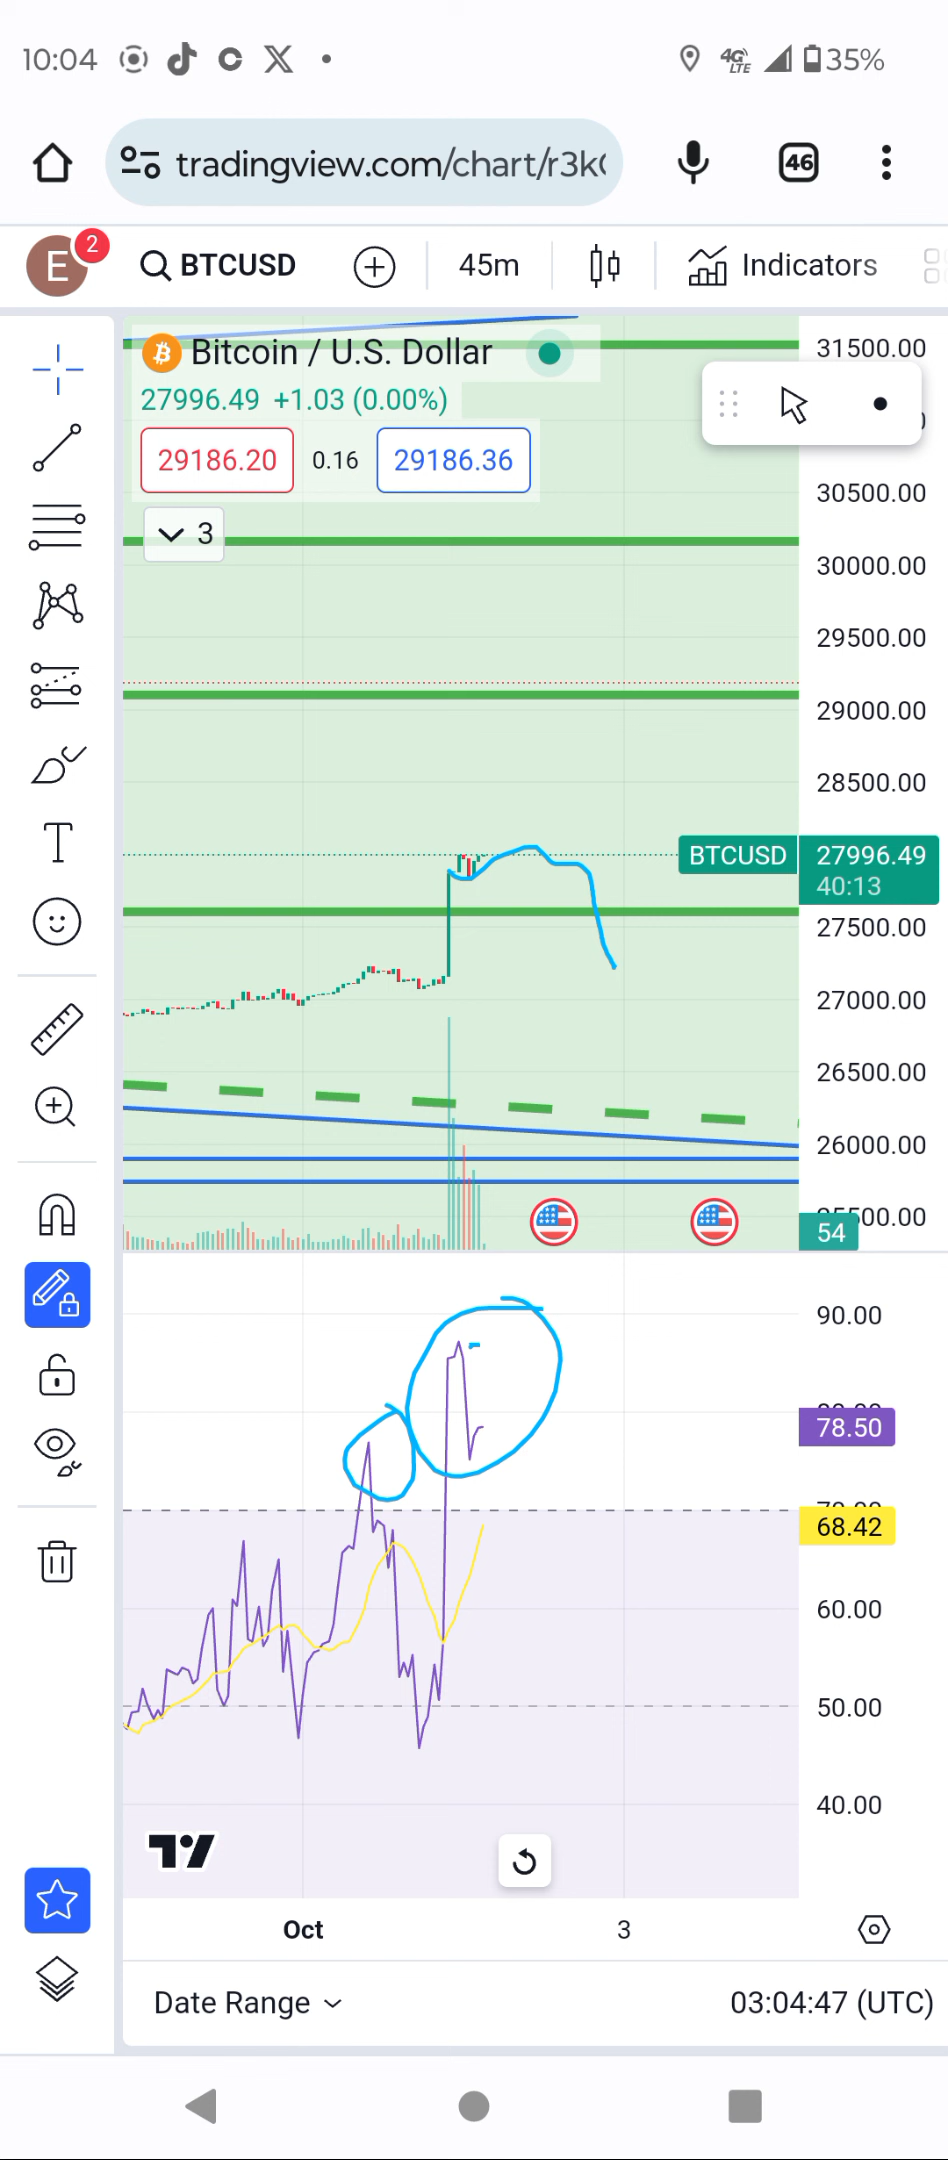 10:04
4G
LTE
35%
tradingview.com/chart/r3k
46
E
2
BTCUSD
45m
Indicators
Bitcoin / U.S. Dollar
27996.49 +1.03 (0.00%)
29186.20
0.16
29186.36
3
31500.00
30500.00
30000.00
29500.00
29000.00
28500.00
BTCUSD
27996.49
40:13
27500.00
27000.00
26500.00
26000.00
54
90.00
78.50
68.42
60.00
50.00
40.00
Oct
3
Date Range
03:04:47 (UTC)